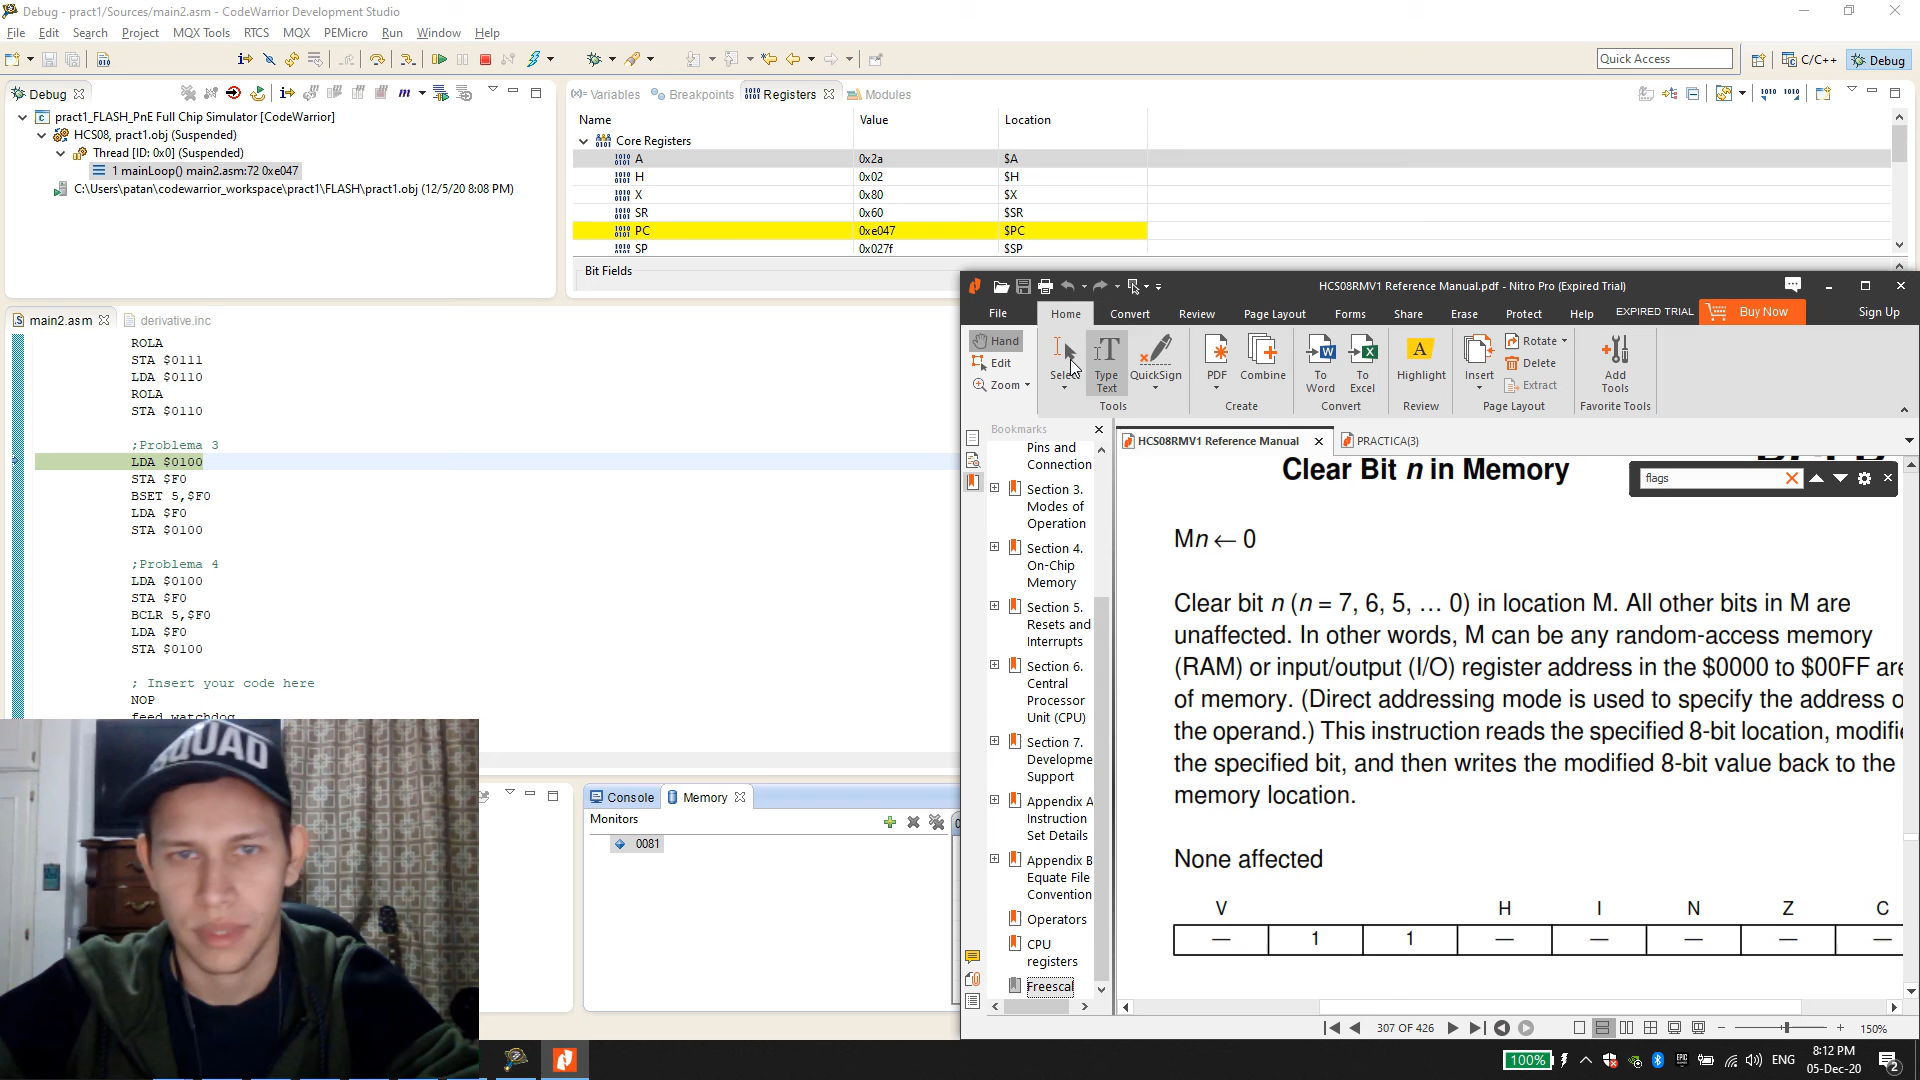 Debug - pract1/Sources/main2.asm - CodeWarrior Development Studio
File Edit Search Project MQX Tools RTCS MQX PEMicro Run Window Help
Quick Access
C/C++
Debug
Debug
pract1_FLASH_PnE Full Chip Simulator [CodeWarrior]
HCS08, pract1.obj (Suspended)
Thread [ID: 0x0] (Suspended)
1 mainLoop() main2.asm:72 0xe047
C:\Users\patan\codewarrior_workspace\pract1\FLASH\pract1.obj (12/5/20 8:08 PM)
Variables Breakpoints Registers Modules
Name Value Location
Core Registers
A 0x2a $A
H 0x02 $H
X 0x80 $X
SR 0x60 $SR
PC 0xe047 $PC
SP 0x027f $SP
Bit Fields
main2.asm derivative.inc
ROLA
STA $0111
LDA $0110
ROLA
STA $0110
;Problema 3
LDA $0100
STA $F0
BSET 5,$F0
LDA $F0
STA $0100
;Problema 4
LDA $0100
STA $F0
BCLR 5,$F0
LDA $F0
STA $0100
; Insert your code here
NOP
feed_watchdog
SQUAD
Console Memory
Monitors
0081
HCS08RMV1 Reference Manual.pdf - Nitro Pro (Expired Trial)
File Home Convert Review Page Layout Forms Share Erase Protect Help EXPIRED TRIAL Buy Now Sign Up
Hand
Edit
Zoom
Select
Type Text
QuickSign
Tools
PDF
Combine
Create
To Word
To Excel
Convert
Highlight
Review
Insert
Rotate
Delete
Extract
Page Layout
Add Tools
Favorite Tools
Bookmarks
Pins and
Connection
Section 3.
Modes of
Operation
Section 4.
On-Chip
Memory
Section 5.
Resets and
Interrupts
Section 6.
Central
Processor
Unit (CPU)
Section 7.
Developme
Support
Appendix A
Instruction
Set Details
Appendix B
Equate File
Convention
Operators
CPU
registers
Freescal
HCS08RMV1 Reference Manual PRACTICA(3)
flags
Clear Bit n in Memory
Mn ← 0
Clear bit n (n = 7, 6, 5, … 0) in location M. All other bits in M are
unaffected. In other words, M can be any random-access memory
(RAM) or input/output (I/O) register address in the $0000 to $00FF are
of memory. (Direct addressing mode is used to specify the address o
the operand.) This instruction reads the specified 8-bit location, modifie
the specified bit, and then writes the modified 8-bit value back to the
memory location.
None affected
V H I N Z C
— 1 1 — — — — —
307 OF 426
150%
100%
ENG
8:12 PM
05-Dec-20
2